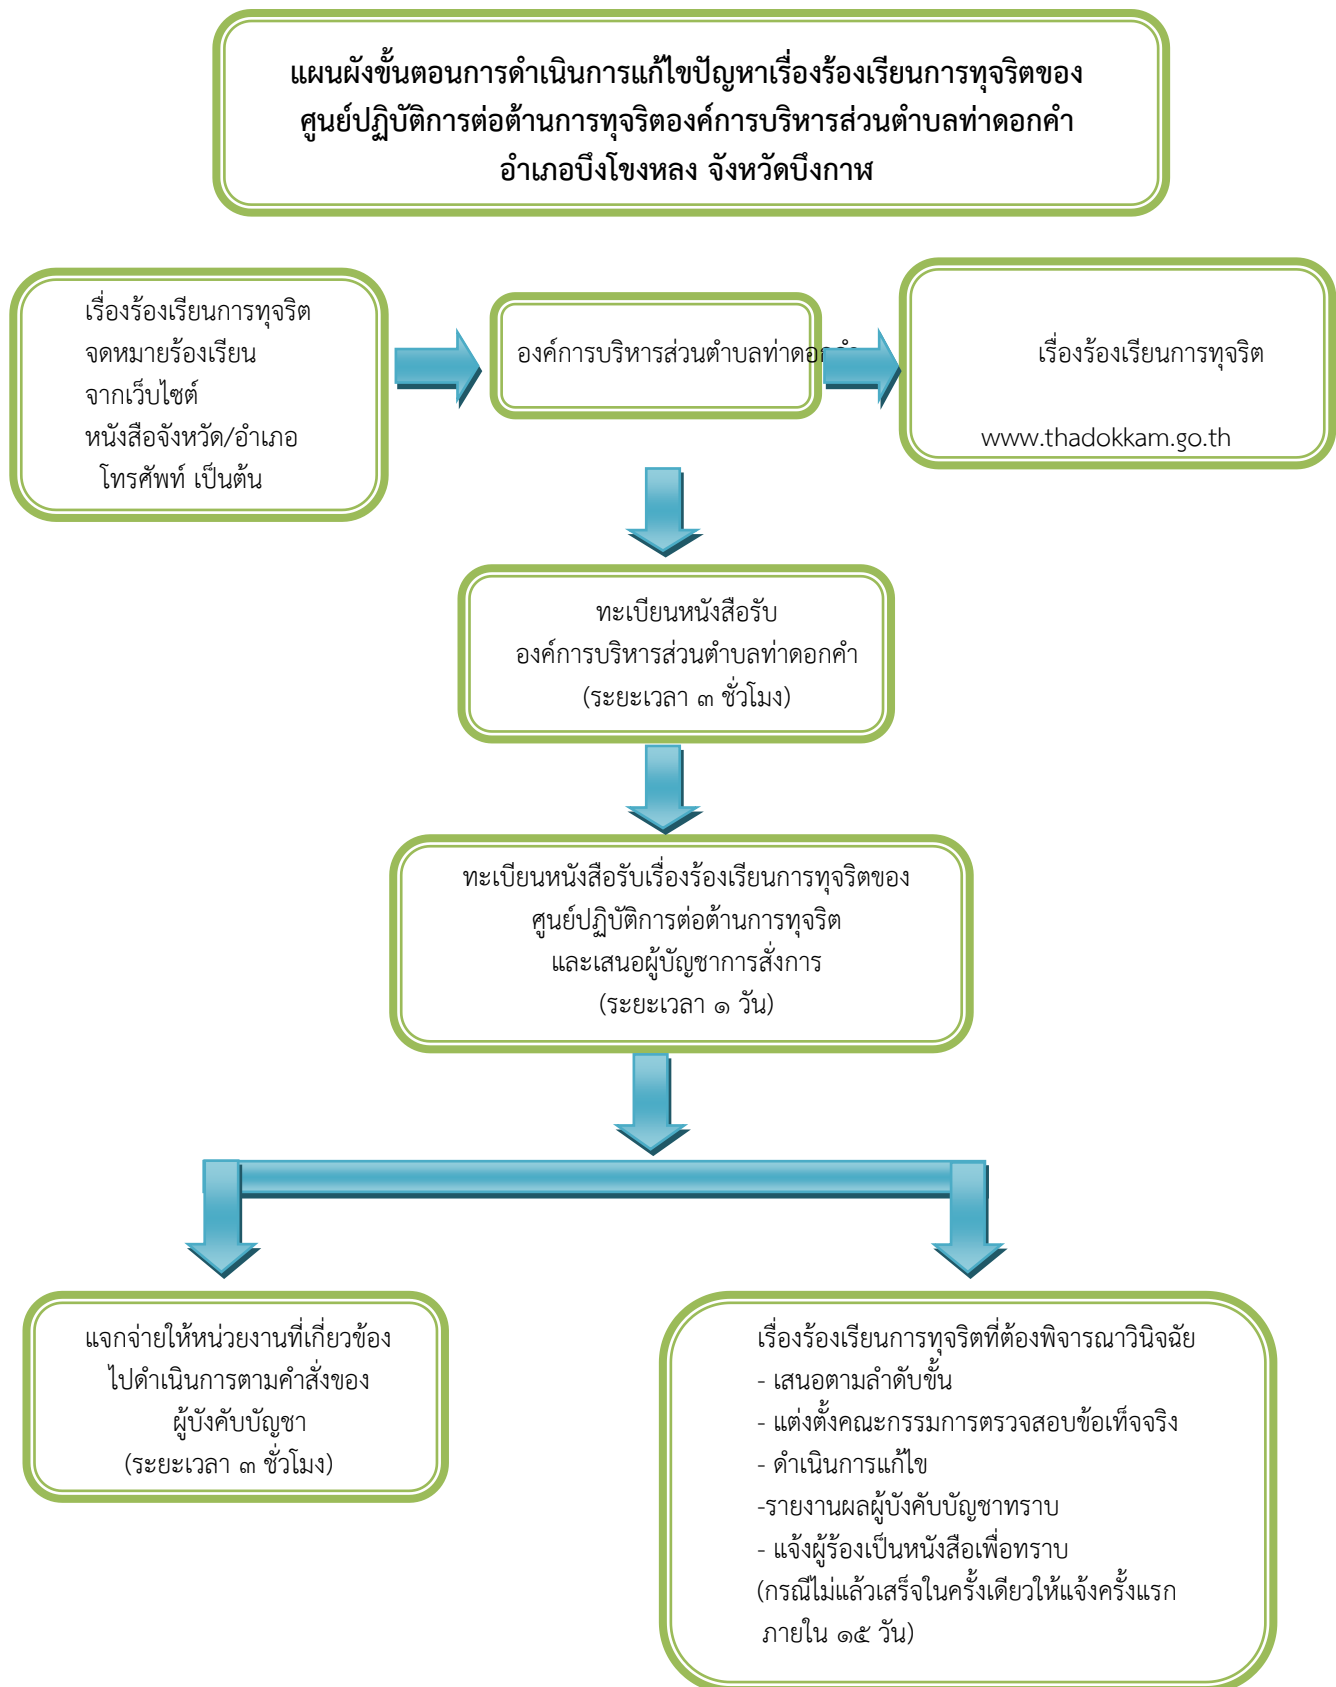 แผนผังขั้นตอนการดำเนินการแก้ไขปัญหาเรื่องร้องเรียนการทุจริตของ
ศูนย์ปฏิบัติการต่อต้านการทุจริตองค์การบริหารส่วนตำบลท่าดอกคำ
อำเภอบึงโขงหลง จังหวัดบึงกาฬ
เรื่องร้องเรียนการทุจริต
จดหมายร้องเรียน
จากเว็บไซต์
หนังสือจังหวัด/อำเภอ
โทรศัพท์ เป็นต้น
องค์การบริหารส่วนตำบลท่าดอกคำ
เรื่องร้องเรียนการทุจริต
www.thadokkam.go.th
ทะเบียนหนังสือรับ
องค์การบริหารส่วนตำบลท่าดอกคำ
(ระยะเวลา ๓ ชั่วโมง)
ทะเบียนหนังสือรับเรื่องร้องเรียนการทุจริตของ
ศูนย์ปฏิบัติการต่อต้านการทุจริต
และเสนอผู้บัญชาการสั่งการ
(ระยะเวลา ๑ วัน)
แจกจ่ายให้หน่วยงานที่เกี่ยวข้อง
ไปดำเนินการตามคำสั่งของ
ผู้บังคับบัญชา
(ระยะเวลา ๓ ชั่วโมง)
เรื่องร้องเรียนการทุจริตที่ต้องพิจารณาวินิจฉัย
- เสนอตามลำดับขั้น
- แต่งตั้งคณะกรรมการตรวจสอบข้อเท็จจริง
- ดำเนินการแก้ไข
-รายงานผลผู้บังคับบัญชาทราบ
- แจ้งผู้ร้องเป็นหนังสือเพื่อทราบ
(กรณีไม่แล้วเสร็จในครั้งเดียวให้แจ้งครั้งแรก
ภายใน ๑๕ วัน)